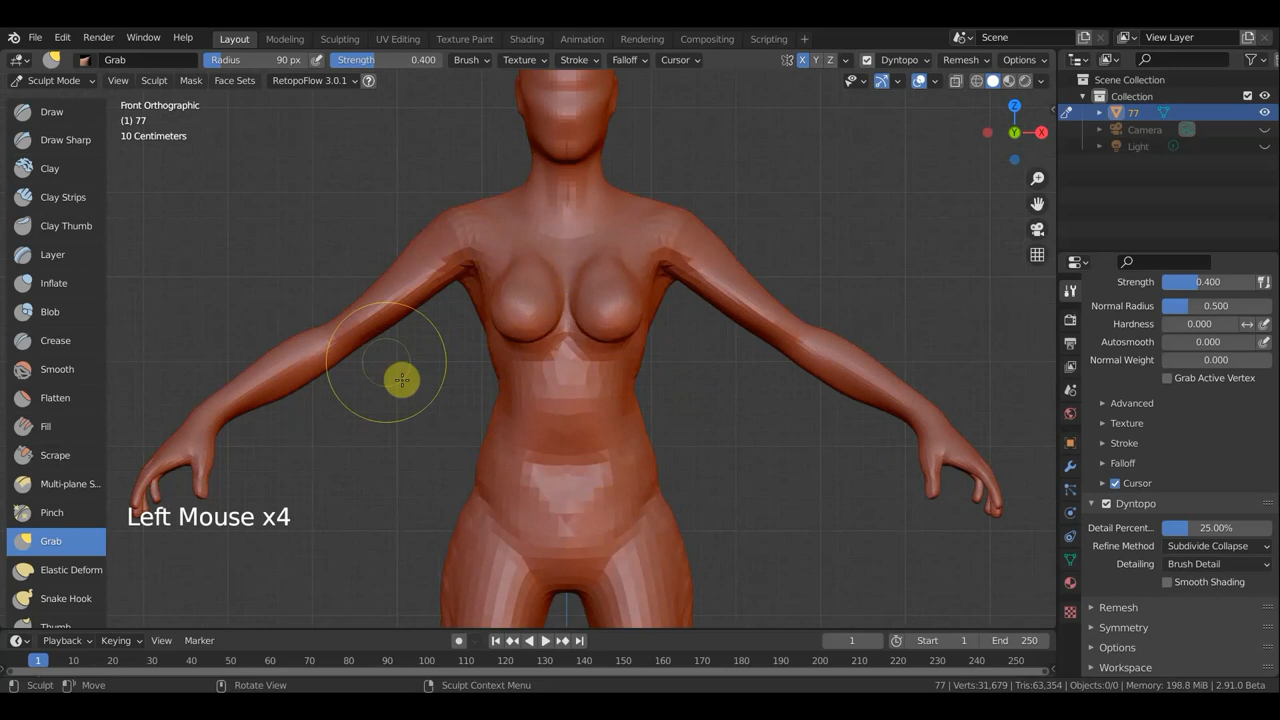 File Edit Render Window Help Layout Modeling Sculpting UV Editing Texture Paint Shading Animation Rendering Compositing Scripting + Scene View Layer
Grab Radius 90 px Strength 0.400 Brush Texture Stroke Falloff Cursor X Y Z Dyntopo Remesh Options
Sculpt Mode View Sculpt Mask Face Sets RetopoFlow 3.0.1 ?
Scene Collection
Collection
77
Camera
Light
Front Orthographic
(1) 77
10 Centimeters
Z
Y
X
Draw
Draw Sharp
Clay
Clay Strips
Clay Thumb
Layer
Inflate
Blob
Crease
Smooth
Flatten
Fill
Scrape
Multi-plane S...
Pinch
Grab
Elastic Deform
Snake Hook
Thumb
Left Mouse x4
Strength 0.400
Normal Radius 0.500
Hardness 0.000
Autosmooth 0.000
Normal Weight 0.000
Grab Active Vertex
Advanced
Texture
Stroke
Falloff
Cursor
Dyntopo
Detail Percent... 25.00%
Refine Method Subdivide Collapse
Detailing Brush Detail
Smooth Shading
Remesh
Symmetry
Options
Workspace
Playback Keying View Marker 1 Start 1 End 250
1 10 20 30 40 50 60 70 80 90 100 110 120 130 140 150 160 170 180 190 200 210 220 230 240 250
Sculpt Move Rotate View Sculpt Context Menu 77 | Verts:31,679 | Tris:63,354 | Objects:0/0 | Memory: 198.8 MiB | 2.91.0 Beta